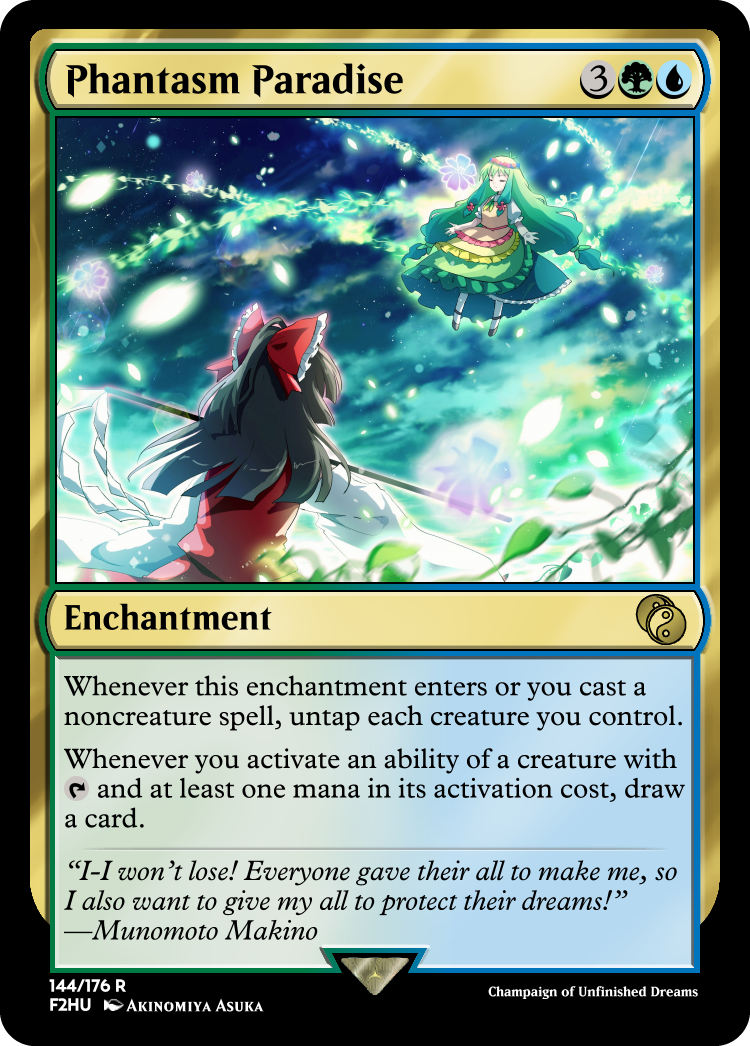 Phantasm Paradise 3
Enchantment
Whenever this enchantment enters or you cast a
noncreature spell, untap each creature you control.
Whenever you activate an ability of a creature with
and at least one mana in its activation cost, draw
a card.
“I-I won’t lose! Everyone gave their all to make me, so
I also want to give my all to protect their dreams!”
—Munomoto Makino
144/176 R
F2HU AKINOMIYA ASUKA
Champaign of Unfinished Dreams